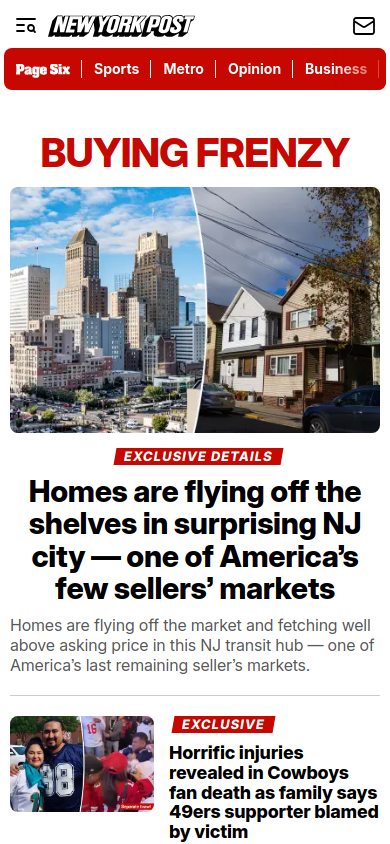 NEW YORK POST
Page Six
Sports
Metro
Opinion
Business
BUYING FRENZY
EXCLUSIVE DETAILS
Homes are flying off the
shelves in surprising NJ
city — one of America’s
few sellers’ markets
Homes are flying off the market and fetching well
above asking price in this NJ transit hub — one of
America’s last remaining seller’s markets.
16
98
EXCLUSIVE
Horrific injuries
revealed in Cowboys
fan death as family says
49ers supporter blamed
by victim